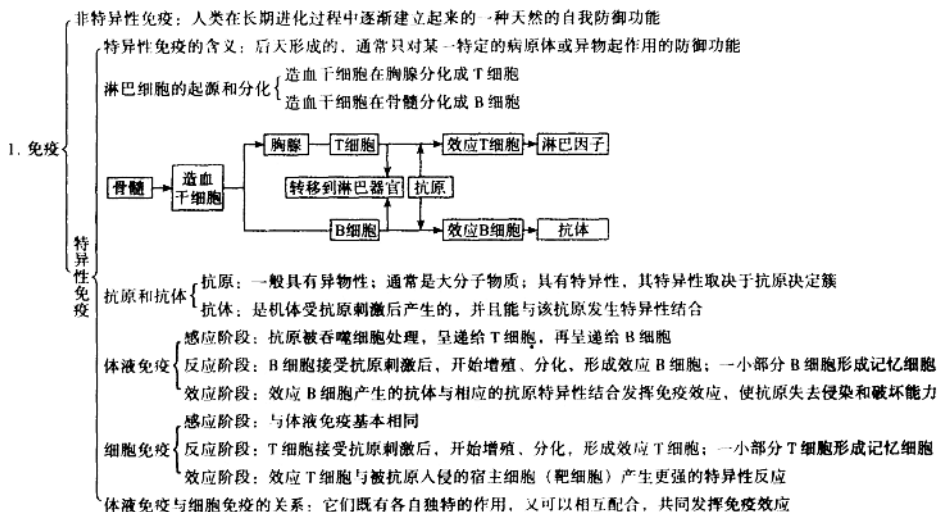 非特异性免疫：人类在长期进化过程中逐渐建立起来的一种天然的自我防御功能
特异性免疫的含义：后天形成的，通常只对某一特定的病原体或异物起作用的防御功能
造血干细胞在胸腺分化成T细胞
淋巴细胞的起源和分化
造血干细胞在骨髓分化成B细胞
1. 免疫
胸腺 T细胞 效应T细胞 淋巴因子
骨髓 造血干细胞 转移到淋巴器官 抗原
B细胞 效应B细胞 抗体
特异性免疫
抗原：一般具有异物性；通常是大分子物质；具有特异性，其特异性取决于抗原决定簇
抗原和抗体
抗体：是机体受抗原刺激后产生的，并且能与该抗原发生特异性结合
感应阶段：抗原被吞噬细胞处理，呈递给T细胞，再呈递给B细胞
体液免疫 反应阶段：B细胞接受抗原刺激后，开始增殖、分化，形成效应B细胞；一小部分B细胞形成记忆细胞
效应阶段：效应B细胞产生的抗体与相应的抗原特异性结合发挥免疫效应，使抗原失去侵染和破坏能力
感应阶段：与体液免疫基本相同
细胞免疫 反应阶段：T细胞接受抗原刺激后，开始增殖、分化，形成效应T细胞；一小部分T细胞形成记忆细胞
效应阶段：效应T细胞与被抗原入侵的宿主细胞（靶细胞）产生更强的特异性反应
体液免疫与细胞免疫的关系：它们既有各自独特的作用，又可以相互配合，共同发挥免疫效应